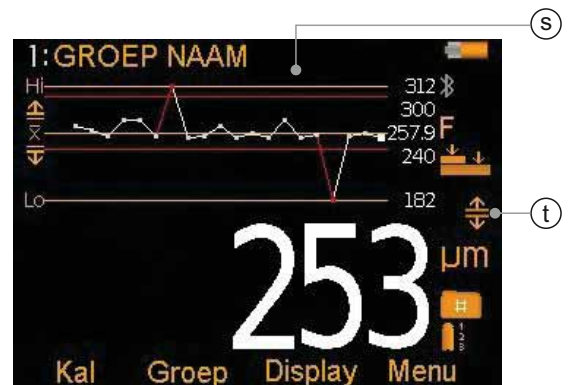 s
1: GROEP NAAM
Hi 312
300
x̅ 257.9 F
240
Lo 182
t
253 µm
#
1
2
3
Kal Groep Display Menu